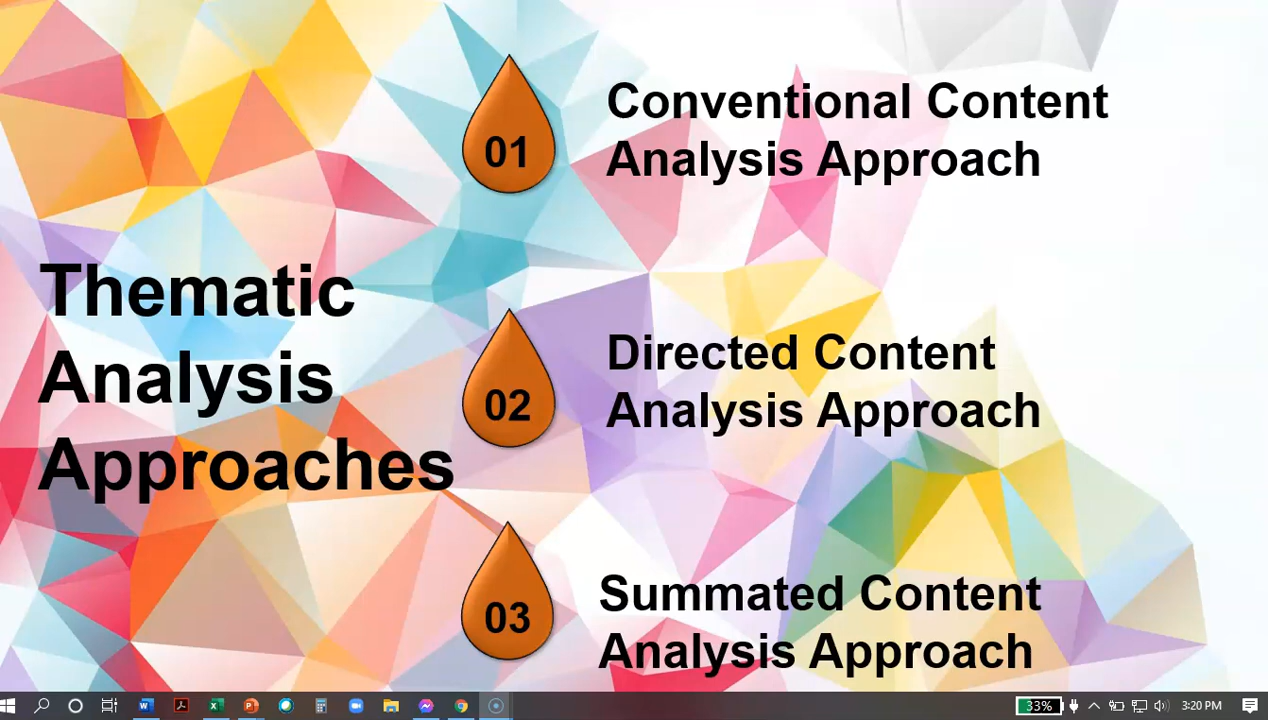 Thematic
Analysis
Approaches
01
Conventional Content
Analysis Approach
02
Directed Content
Analysis Approach
03
Summated Content
Analysis Approach
33%
3:20 PM